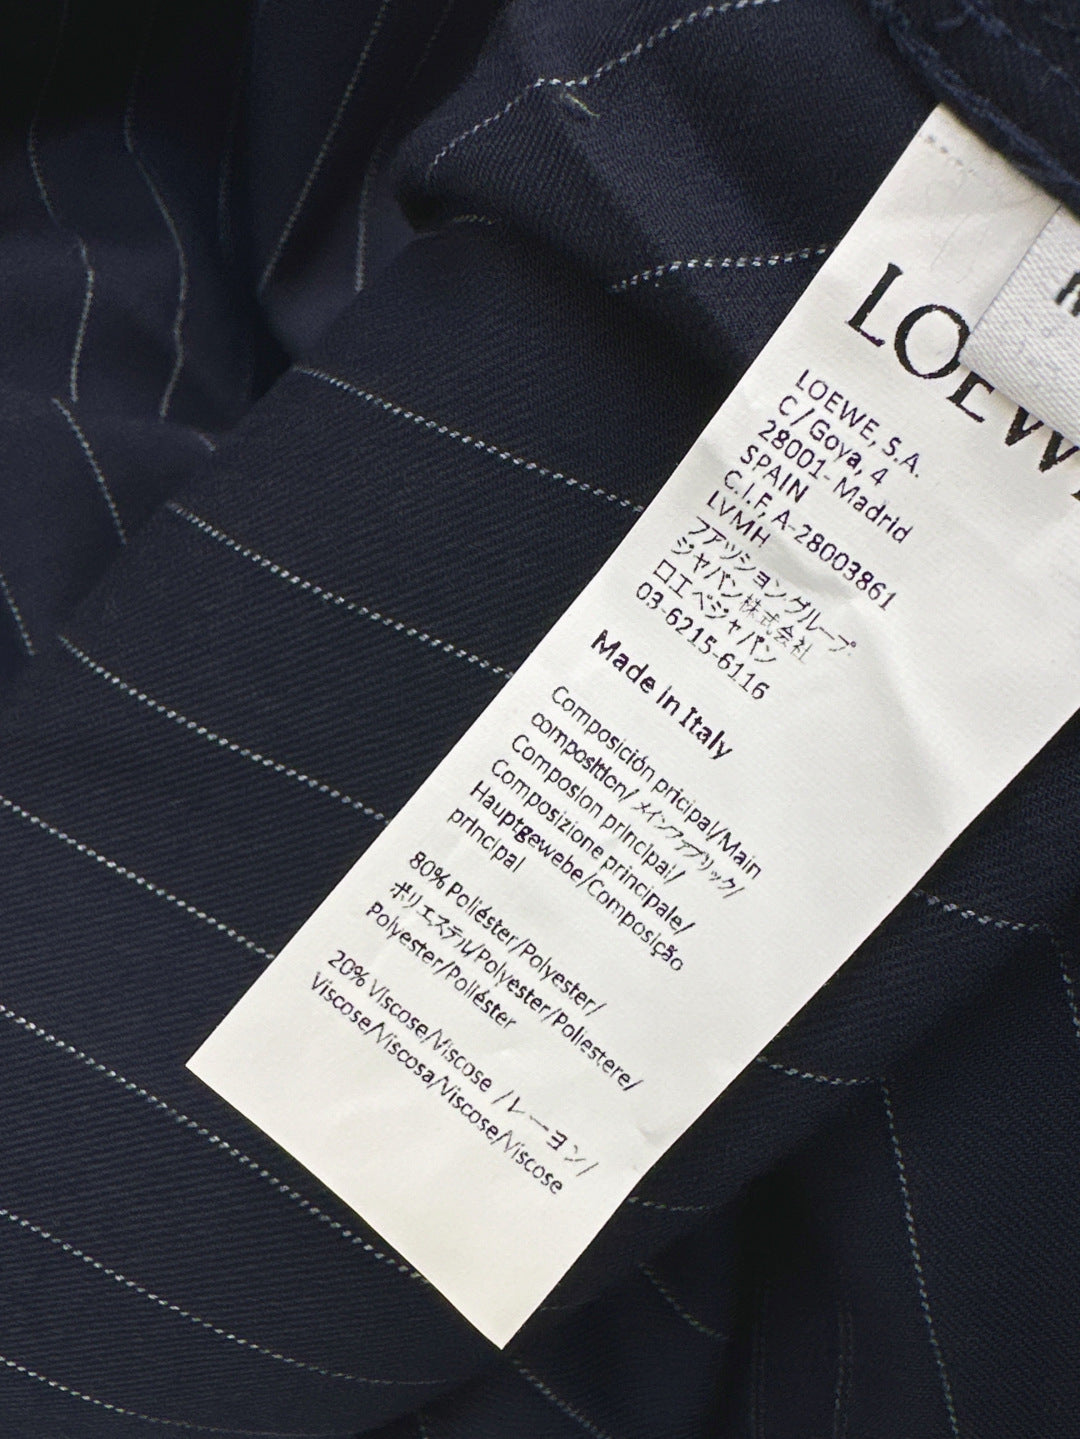 LOEW
LOEWE, S.A.
C/Goya, 4
28001- Madrid
SPAIN
C.I.F, A-28003861
LVMH
ファッショングループ
ジャパン株式会社
ロエベジャパン
03-6215-6116
Made in Italy
Composición pricipal/Main
composition/メインファブリック/
Composion principal/
Composizione principale/
Hauptgewebe/Composição
principal
80% Poliéster/Polyester/
ポリエステル/Polyester/Poliestere/
Polyester/Poliéster
20% Viscose/Viscose /レーヨン/
Viscose/Viscosa/Viscose/Viscose